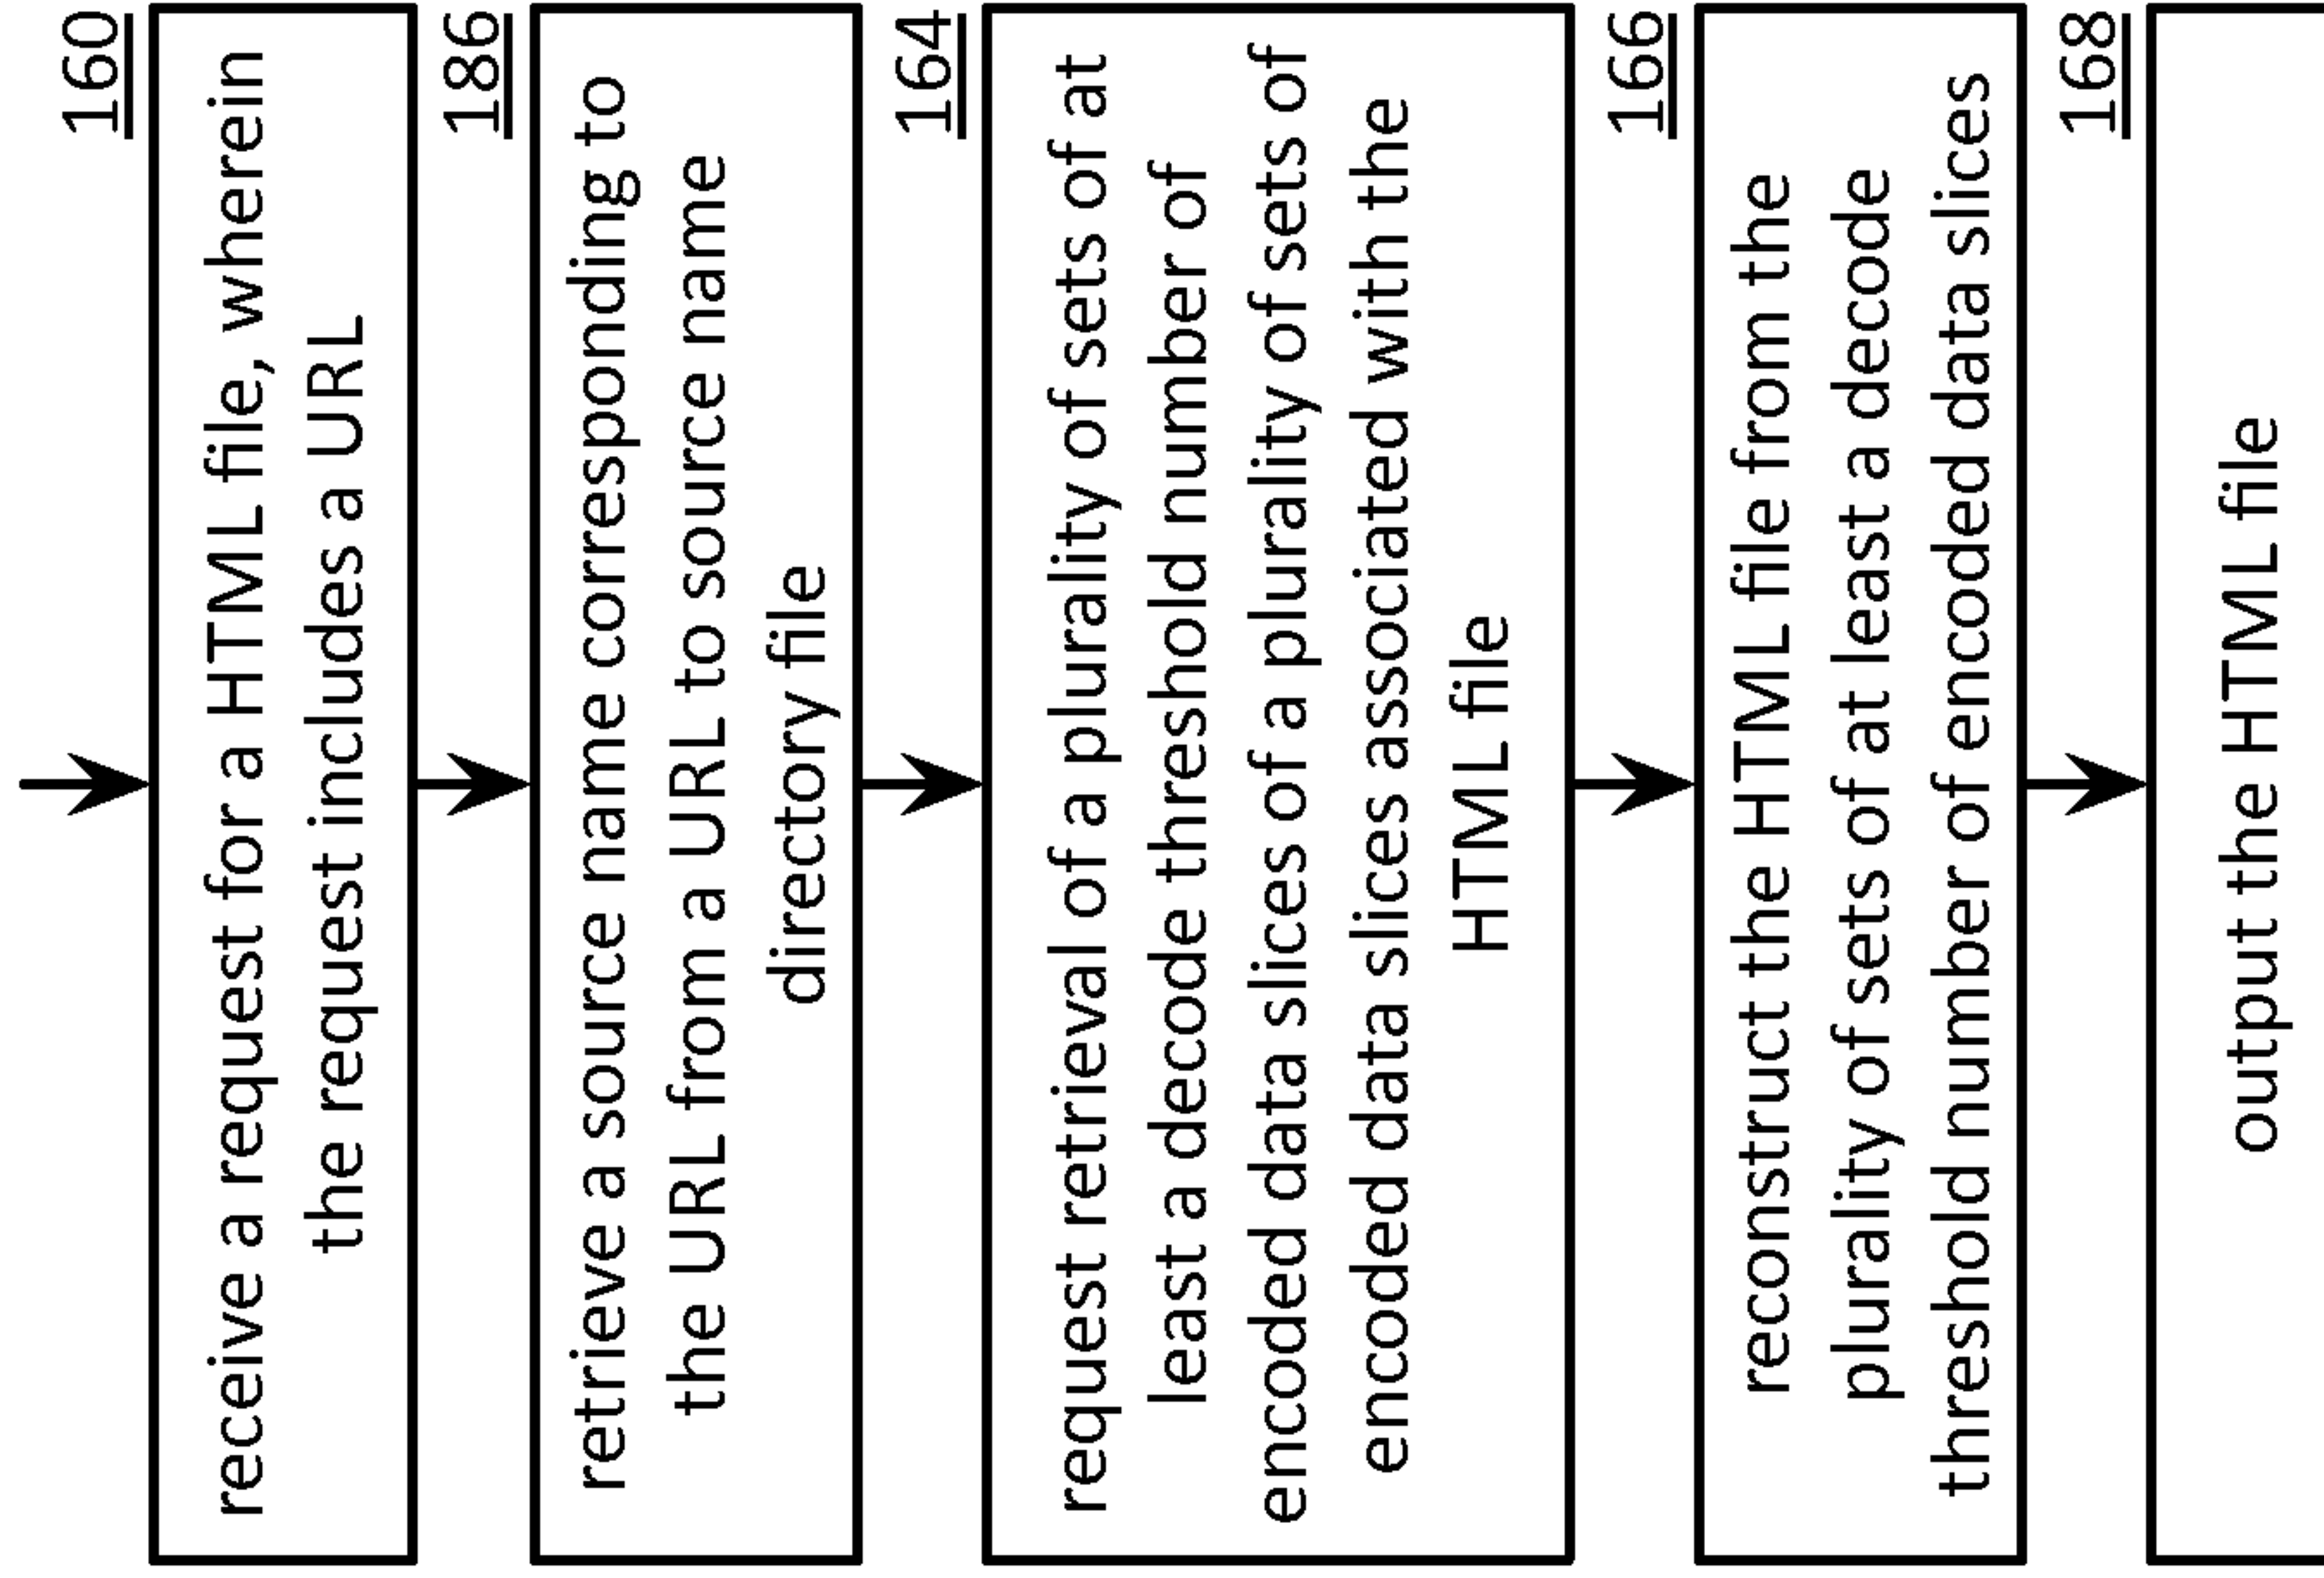 160
receive a request for a HTML file, wherein
the request includes a URL
186
retrieve a source name corresponding to
the URL from a URL to source name
directory file
164
request retrieval of a plurality of sets of at
least a decode threshold number of
encoded data slices of a plurality of sets of
encoded data slices associated with the
HTML file
166
reconstruct the HTML file from the
plurality of sets of at least a decode
threshold number of encoded data slices
168
output the HTML file